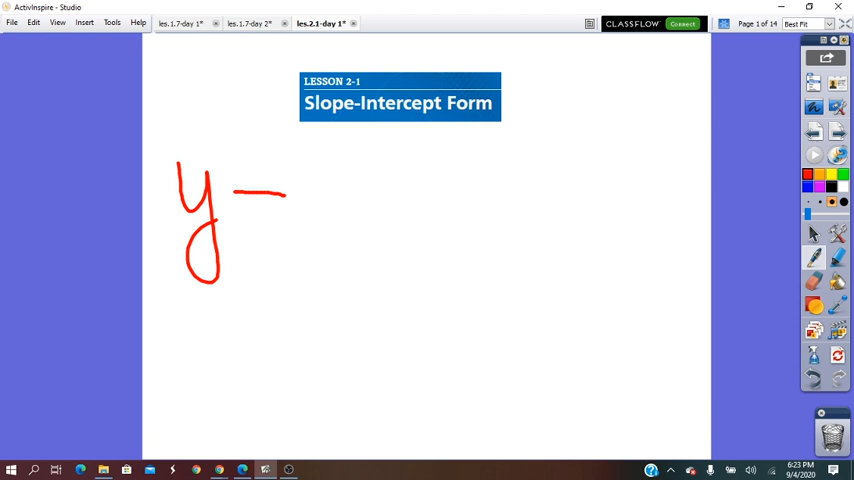 ActivInspire - Studio
File Edit View Insert Tools Help
les.1.7-day 1* les.1.7-day 2* les.2.1-day 1*
CLASSFLOW Connect
Page 1 of 14 Best Fit
LESSON 2-1
Slope-Intercept Form
y —
6:23 PM
9/4/2020